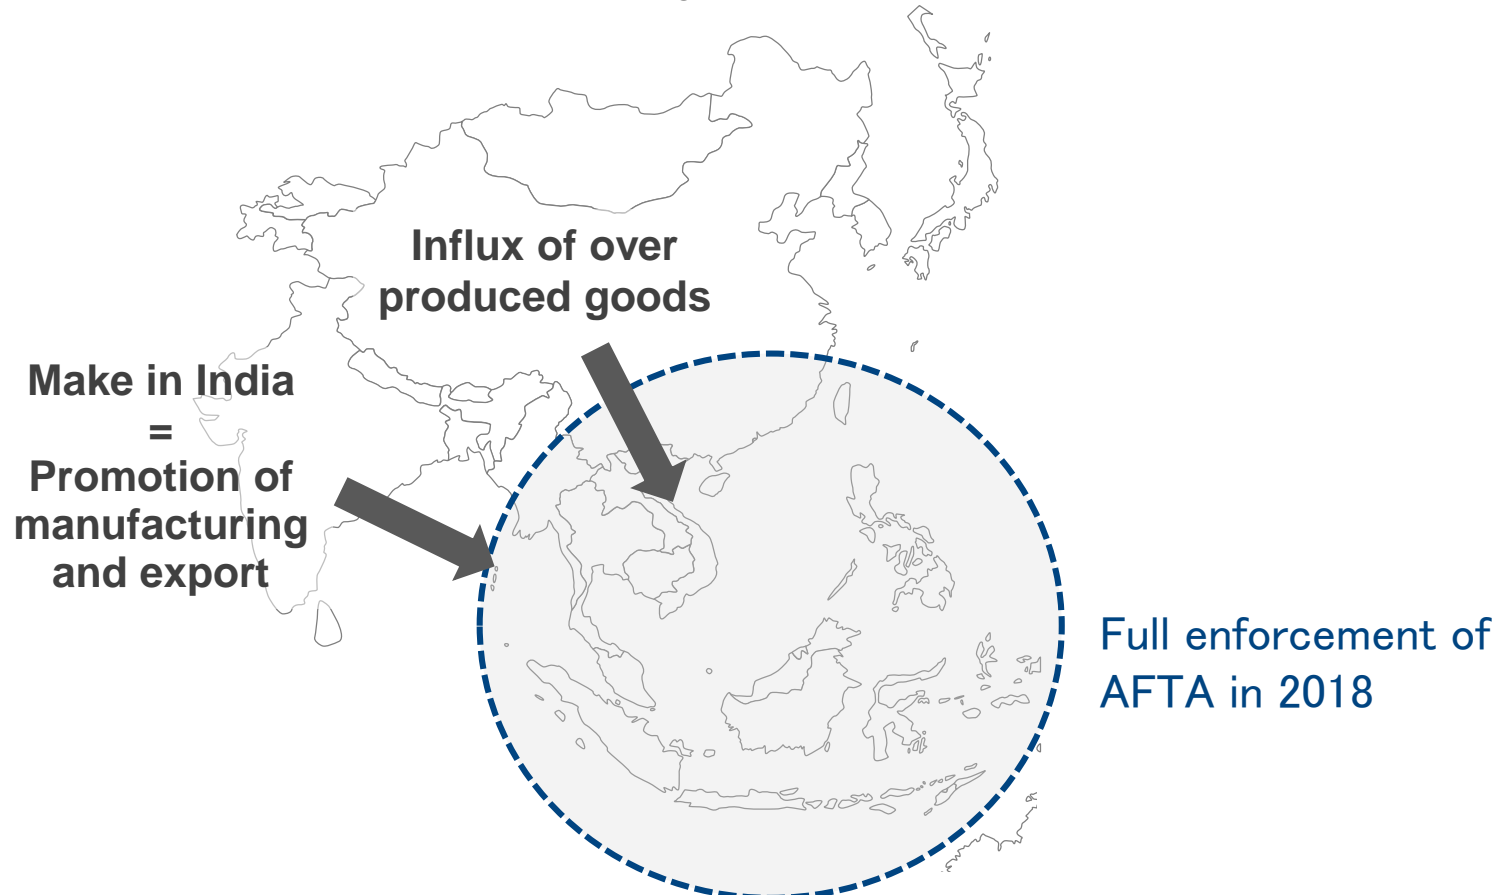 Influx of over
produced goods
Make in India
=
Promotion of
manufacturing
and export
Full enforcement of
AFTA in 2018